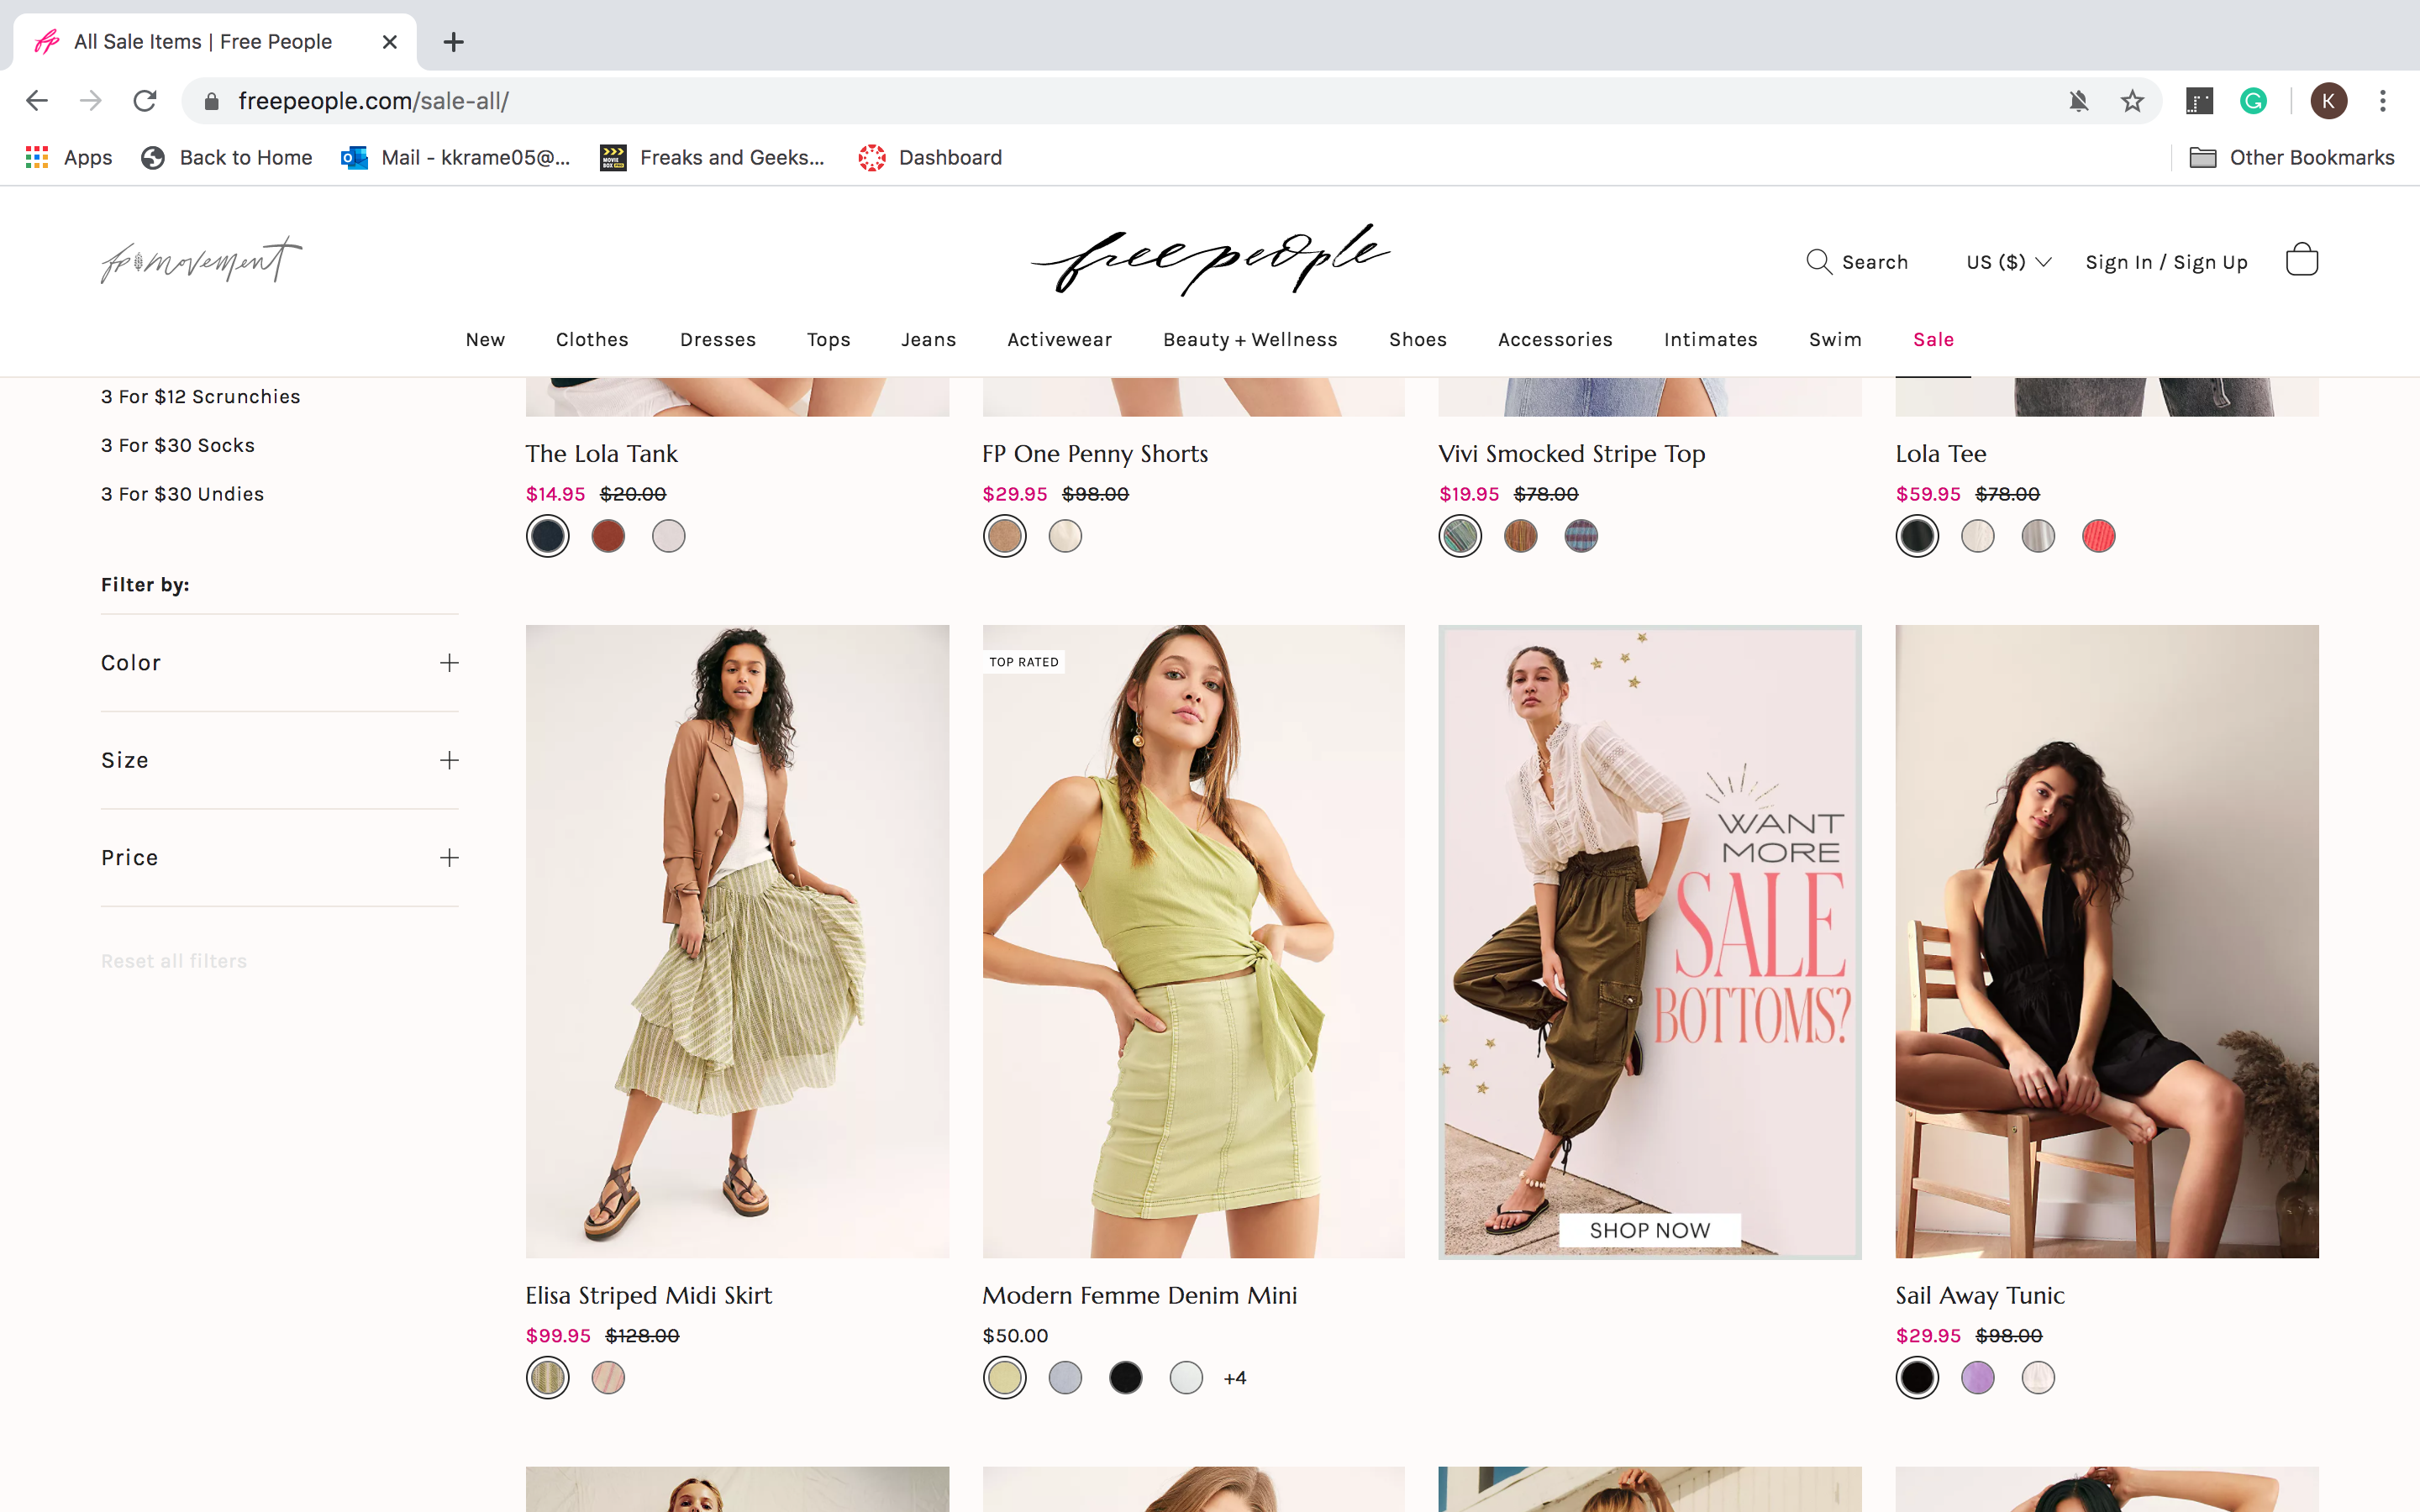 All Sale Items | Free People
freepeople.com/sale-all/
K
Apps
Back to Home
Mail - kkrame05@...
Freaks and Geeks...
Dashboard
Other Bookmarks
fp movement
free people
Search
US ($)
Sign In / Sign Up
New
Clothes
Dresses
Tops
Jeans
Activewear
Beauty + Wellness
Shoes
Accessories
Intimates
Swim
Sale
3 For $12 Scrunchies
3 For $30 Socks
3 For $30 Undies
Filter by:
Color
Size
Price
Reset all filters
The Lola Tank
$14.95 $20.00
FP One Penny Shorts
$29.95 $98.00
Vivi Smocked Stripe Top
$19.95 $78.00
Lola Tee
$59.95 $78.00
TOP RATED
WANT
MORE
SALE
BOTTOMS?
SHOP NOW
Elisa Striped Midi Skirt
$99.95 $128.00
Modern Femme Denim Mini
$50.00
+4
Sail Away Tunic
$29.95 $98.00